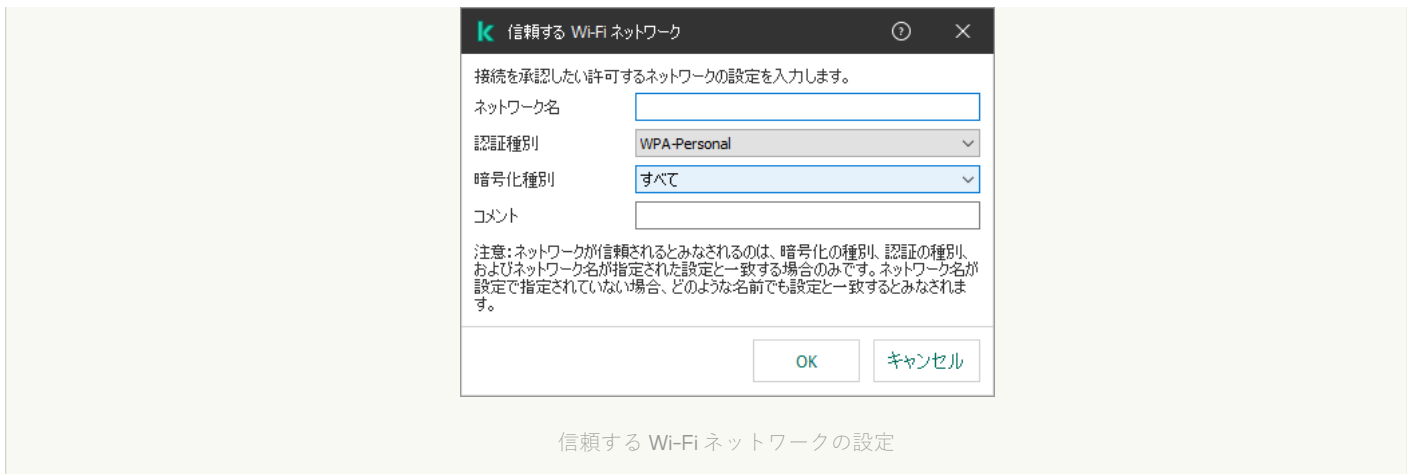 信頼する Wi-Fi ネットワーク
接続を承認したい許可するネットワークの設定を入力します。
ネットワーク名
認証種別 WPA-Personal
暗号化種別 すべて
コメント
注意: ネットワークが信頼されるとみなされるのは、暗号化の種別、認証の種別、
およびネットワーク名が指定された設定と一致する場合のみです。ネットワーク名が
設定で指定されていない場合、どのような名前でも設定と一致するとみなされま
す。
OK キャンセル
信頼する Wi-Fi ネットワークの設定